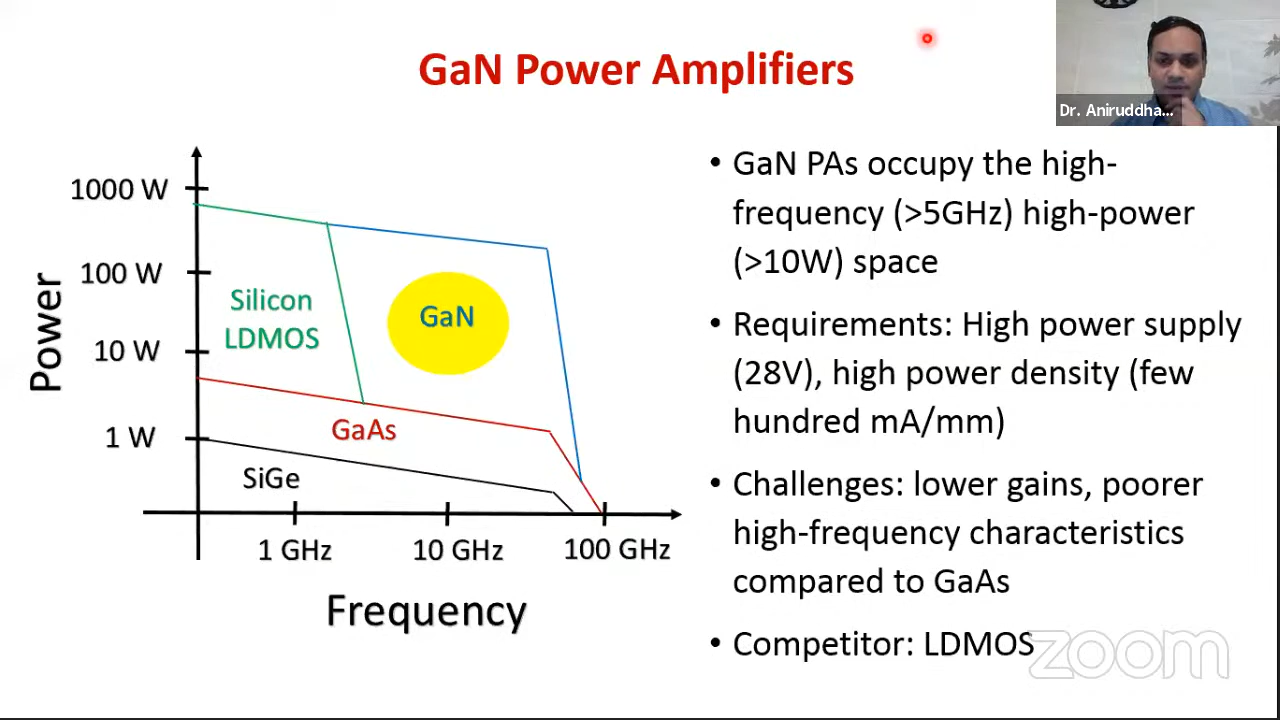 GaN Power Amplifiers
Dr. Aniruddha...
1000 W
100 W
10 W
1 W
Power
Silicon
LDMOS
GaN
GaAs
SiGe
1 GHz
10 GHz
100 GHz
Frequency
• GaN PAs occupy the high-
frequency (>5GHz) high-power
(>10W) space
• Requirements: High power supply
(28V), high power density (few
hundred mA/mm)
• Challenges: lower gains, poorer
high-frequency characteristics
compared to GaAs
• Competitor: LDMOS
zoom